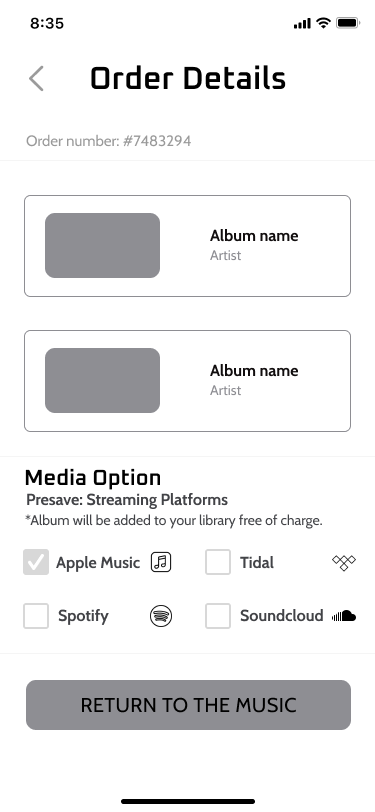 8:35
Order Details
Order number: #7483294
Album name
Artist
Album name
Artist
Media Option
Presave: Streaming Platforms
*Album will be added to your library free of charge.
Apple Music
Tidal
Spotify
Soundcloud
RETURN TO THE MUSIC